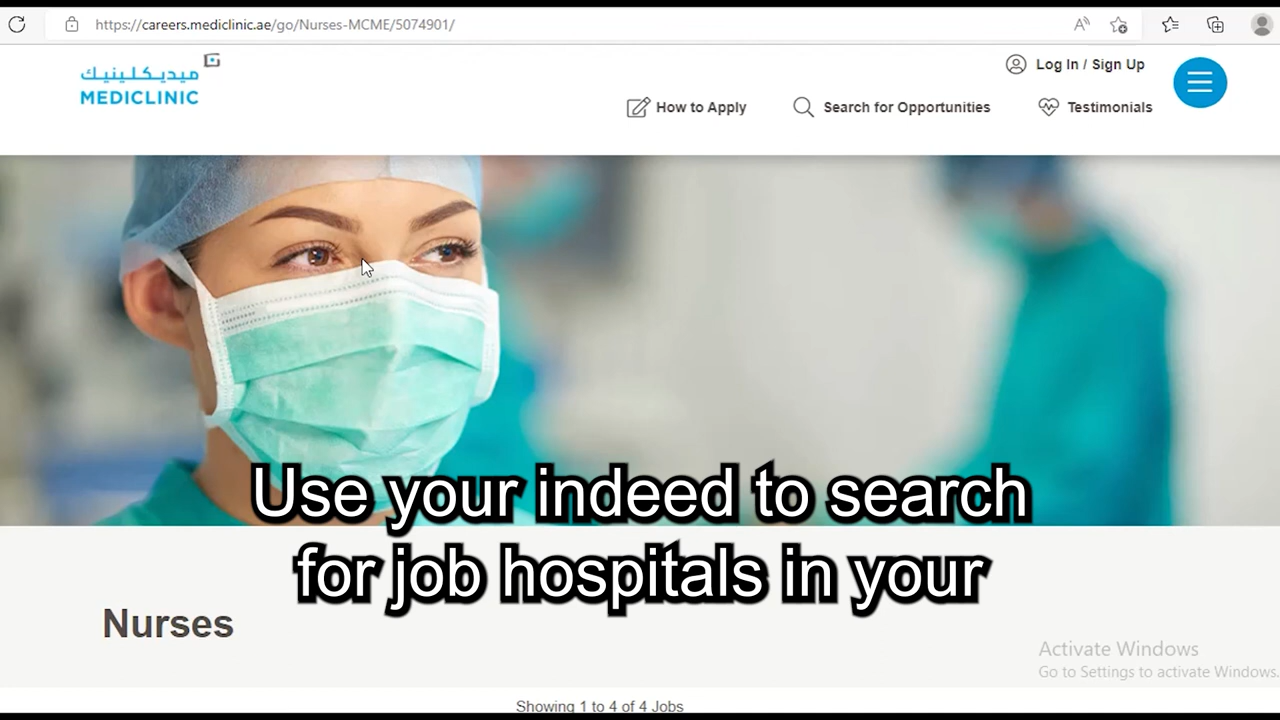 https://careers.mediclinic.ae/go/Nurses-MCME/5074901/
ميديكلينيك
MEDICLINIC
Log In / Sign Up
How to Apply
Search for Opportunities
Testimonials
Use your indeed to search
for job hospitals in your
Nurses
Activate Windows
Go to Settings to activate Windows.
Showing 1 to 4 of 4 Jobs